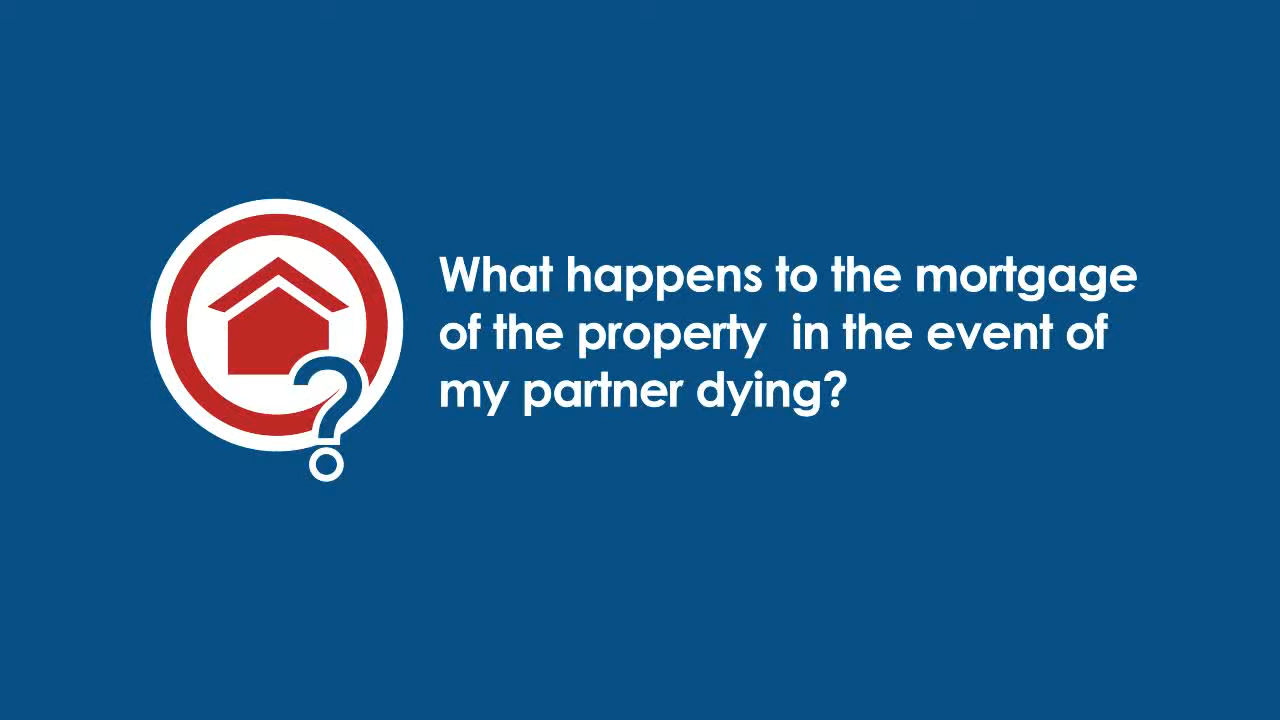 What happens to the mortgage
of the property  in the event of
my partner dying?